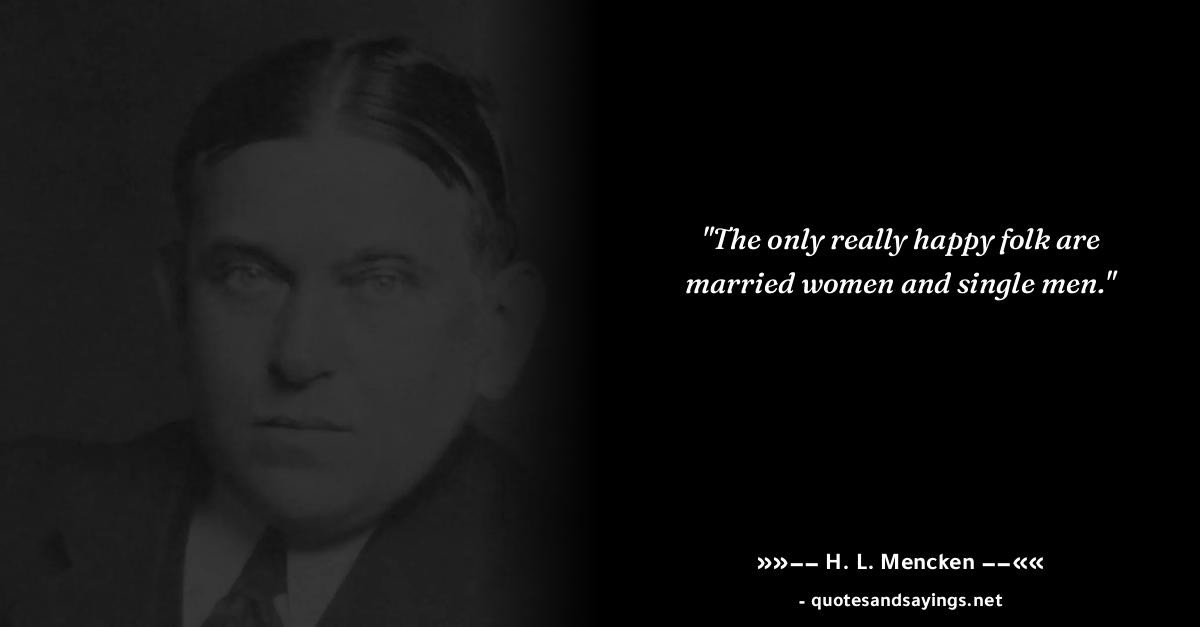 "The only really happy folk are
married women and single men."
»»–– H. L. Mencken ––««
- quotesandsayings.net